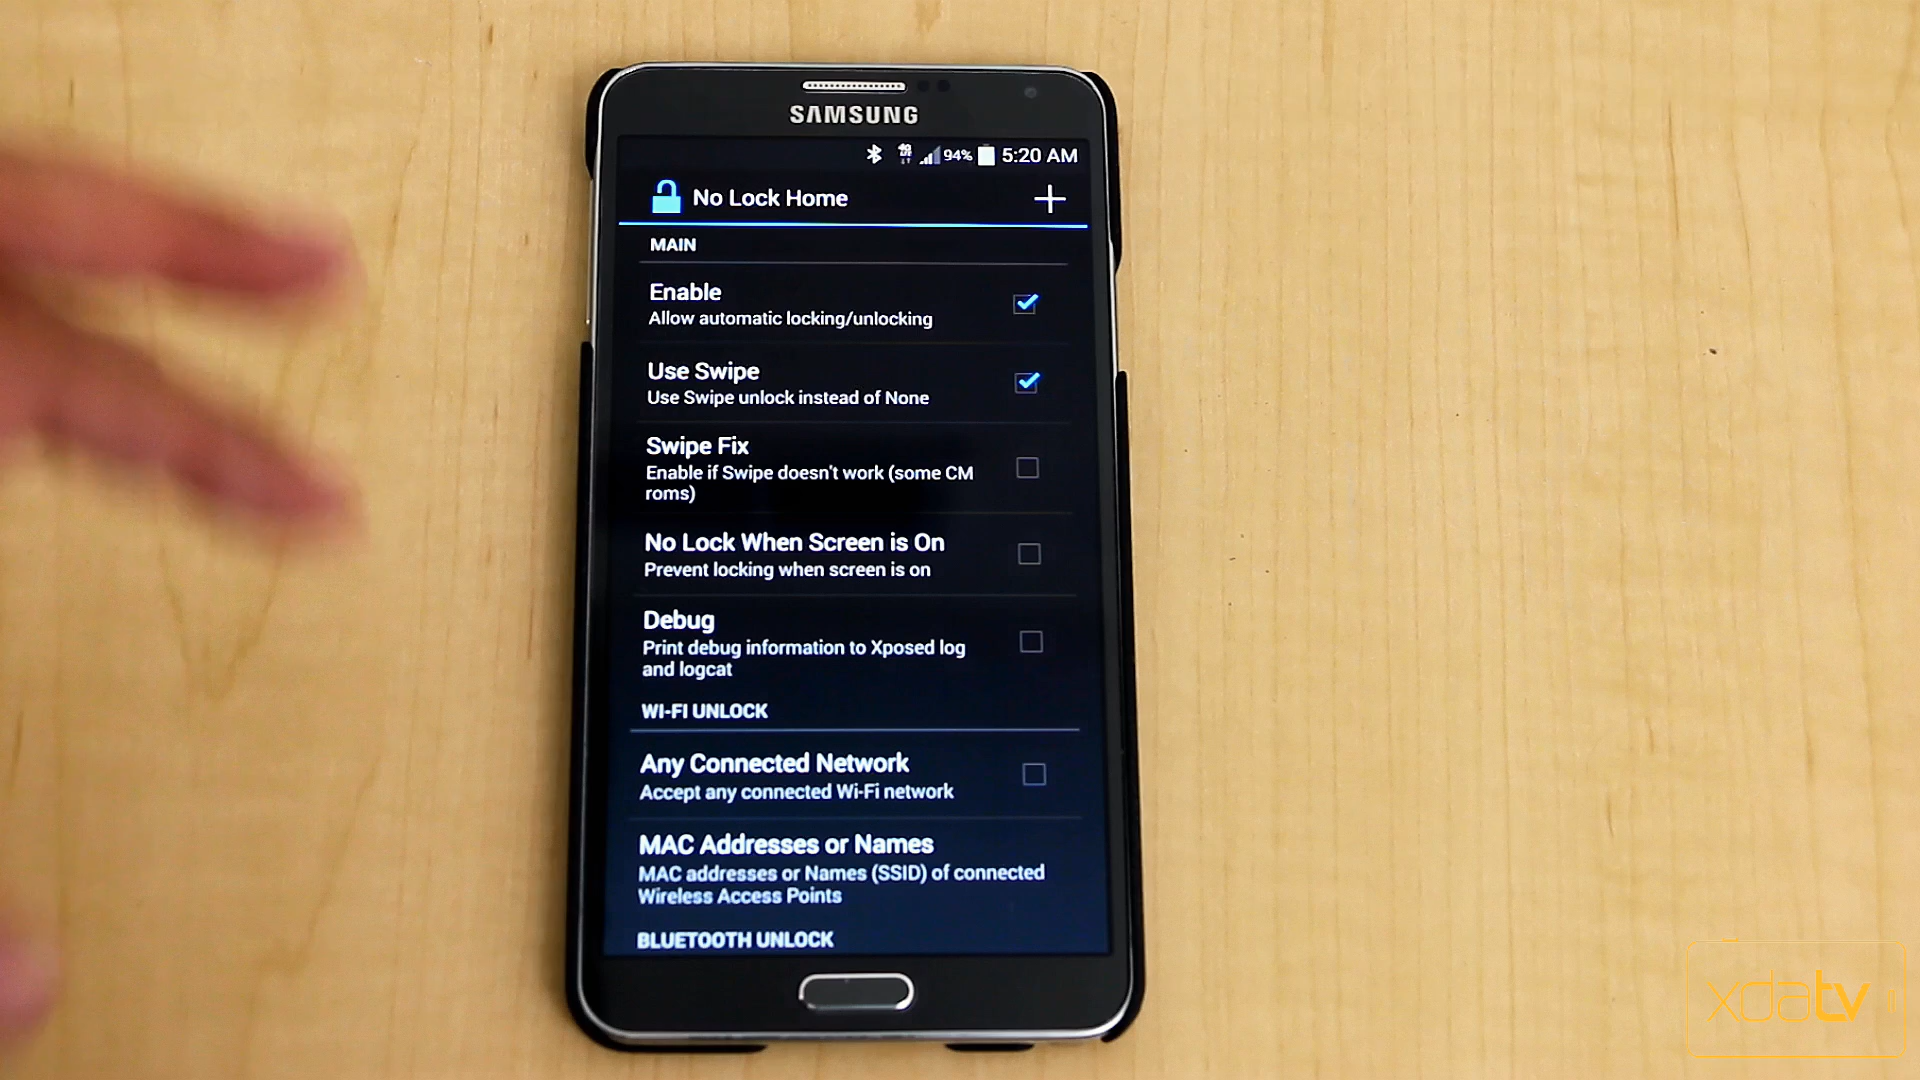 SAMSUNG
4G LTE 94% 5:20 AM
No Lock Home
MAIN
Enable
Allow automatic locking/unlocking
Use Swipe
Use Swipe unlock instead of None
Swipe Fix
Enable if Swipe doesn't work (some CM
roms)
No Lock When Screen is On
Prevent locking when screen is on
Debug
Print debug information to Xposed log
and logcat
WI-FI UNLOCK
Any Connected Network
Accept any connected Wi-Fi network
MAC Addresses or Names
MAC addresses or Names (SSID) of connected
Wireless Access Points
BLUETOOTH UNLOCK
xdatv